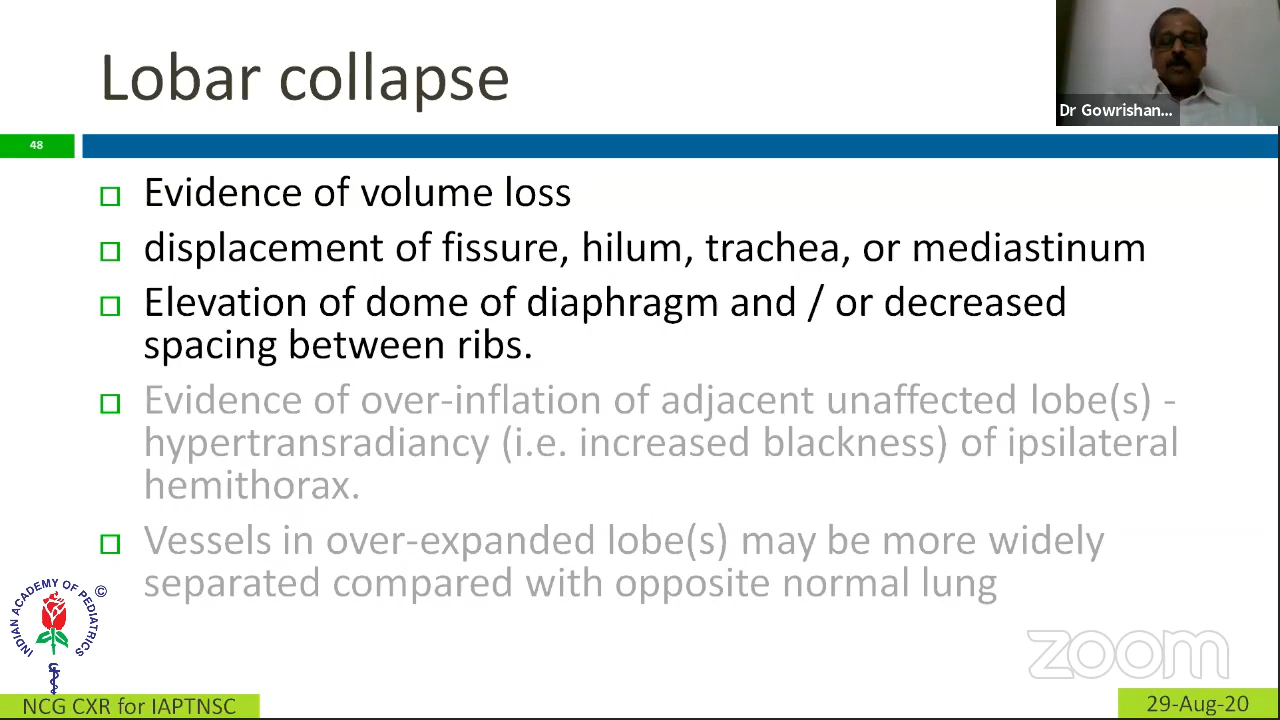 Lobar collapse
Dr Gowrishan...
48
Evidence of volume loss
displacement of fissure, hilum, trachea, or mediastinum
Elevation of dome of diaphragm and / or decreased
spacing between ribs.
Evidence of over-inflation of adjacent unaffected lobe(s) -
hypertransradiancy (i.e. increased blackness) of ipsilateral
hemithorax.
Vessels in over-expanded lobe(s) may be more widely
separated compared with opposite normal lung
INDIAN ACADEMY OF PEDIATRICS ©
zoom
NCG CXR for IAPTNSC
29-Aug-20